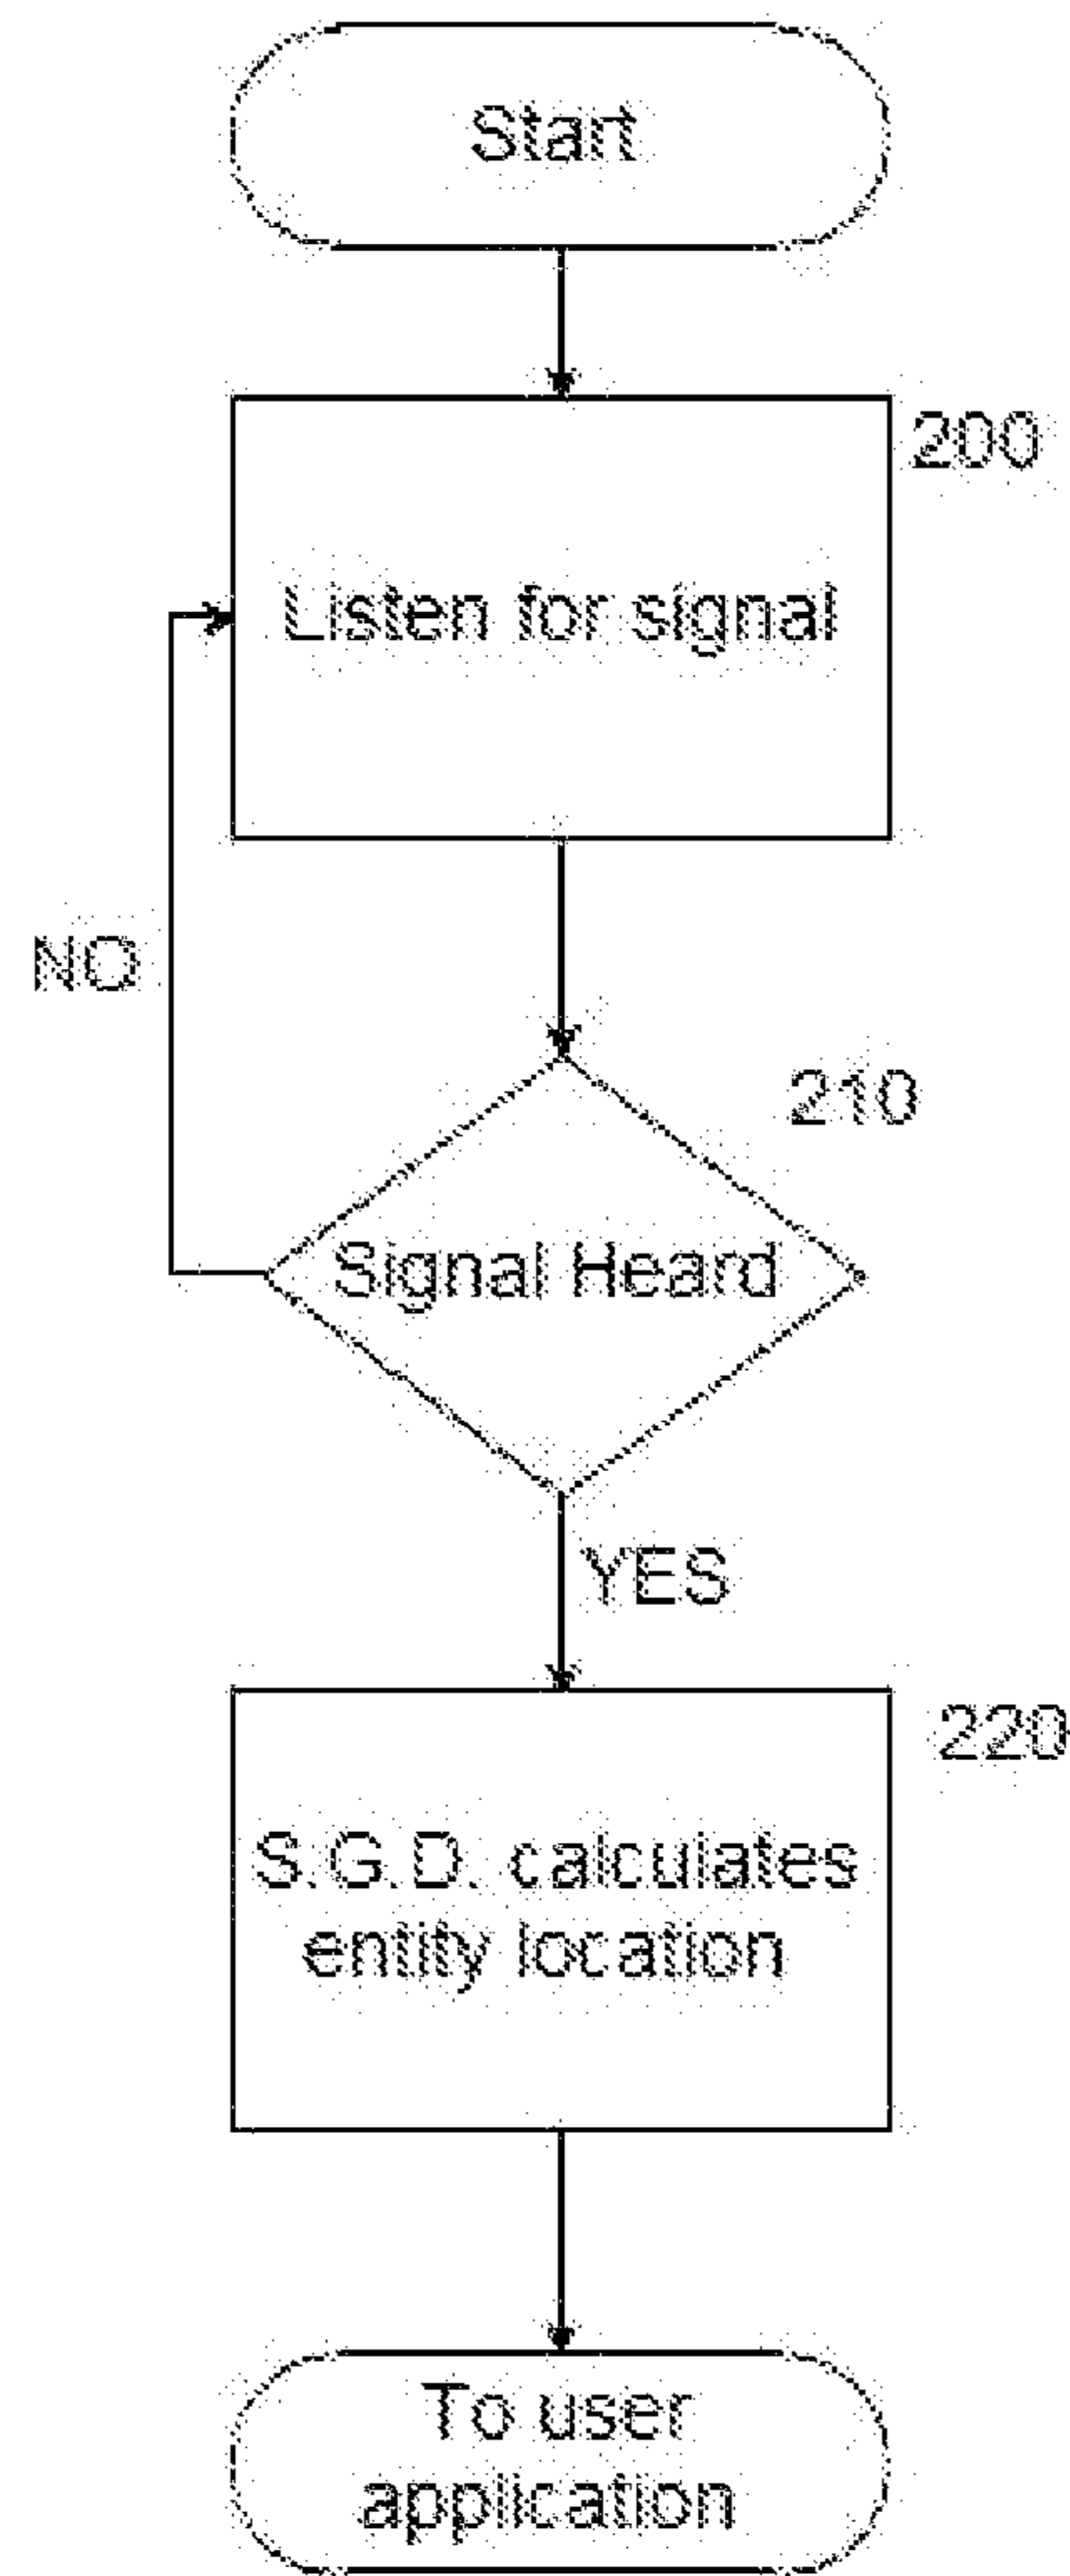 Start
200
Listen for signal
NO
210
Signal Heard
YES
220
S.G.D. calculates
entity location
To user
application